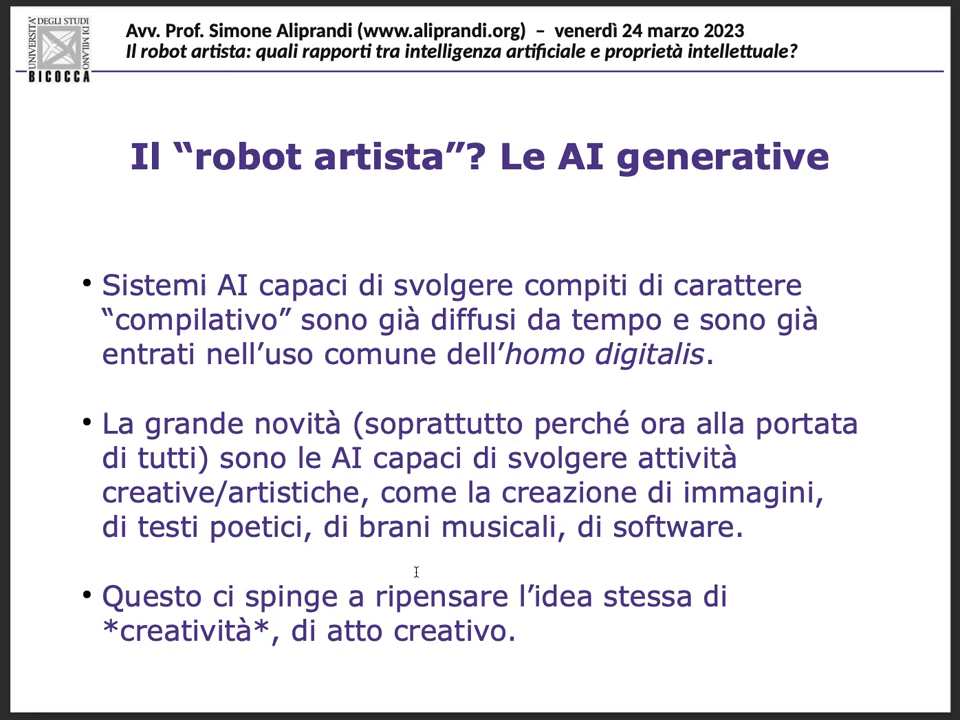 UNIVERSITÀ DEGLI STUDI DI MILANO
BICOCCA
Avv. Prof. Simone Aliprandi (www.aliprandi.org) – venerdì 24 marzo 2023
Il robot artista: quali rapporti tra intelligenza artificiale e proprietà intellettuale?
Il “robot artista”? Le AI generative
• Sistemi AI capaci di svolgere compiti di carattere
“compilativo” sono già diffusi da tempo e sono già
entrati nell’uso comune dell’homo digitalis.
• La grande novità (soprattutto perché ora alla portata
di tutti) sono le AI capaci di svolgere attività
creative/artistiche, come la creazione di immagini,
di testi poetici, di brani musicali, di software.
• Questo ci spinge a ripensare l’idea stessa di
*creatività*, di atto creativo.